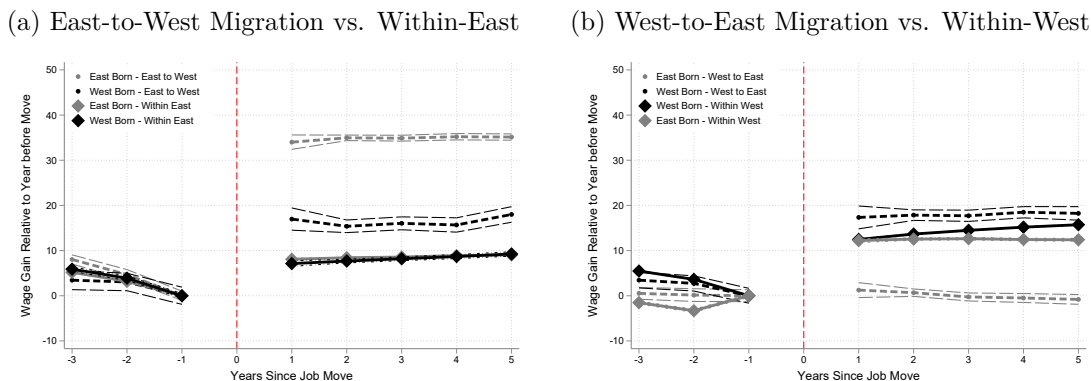 (a) East-to-West Migration vs. Within-East
50
40
30
20
10
0
-10
Wage Gain Relative to Year before Move
East Born - East to West
West Born - East to West
East Born - Within East
West Born - Within East
-3 -2 -1 0 1 2 3 4 5
Years Since Job Move
(b) West-to-East Migration vs. Within-West
50
40
30
20
10
0
-10
Wage Gain Relative to Year before Move
East Born - West to East
West Born - West to East
West Born - Within West
East Born - Within West
-3 -2 -1 0 1 2 3 4 5
Years Since Job Move